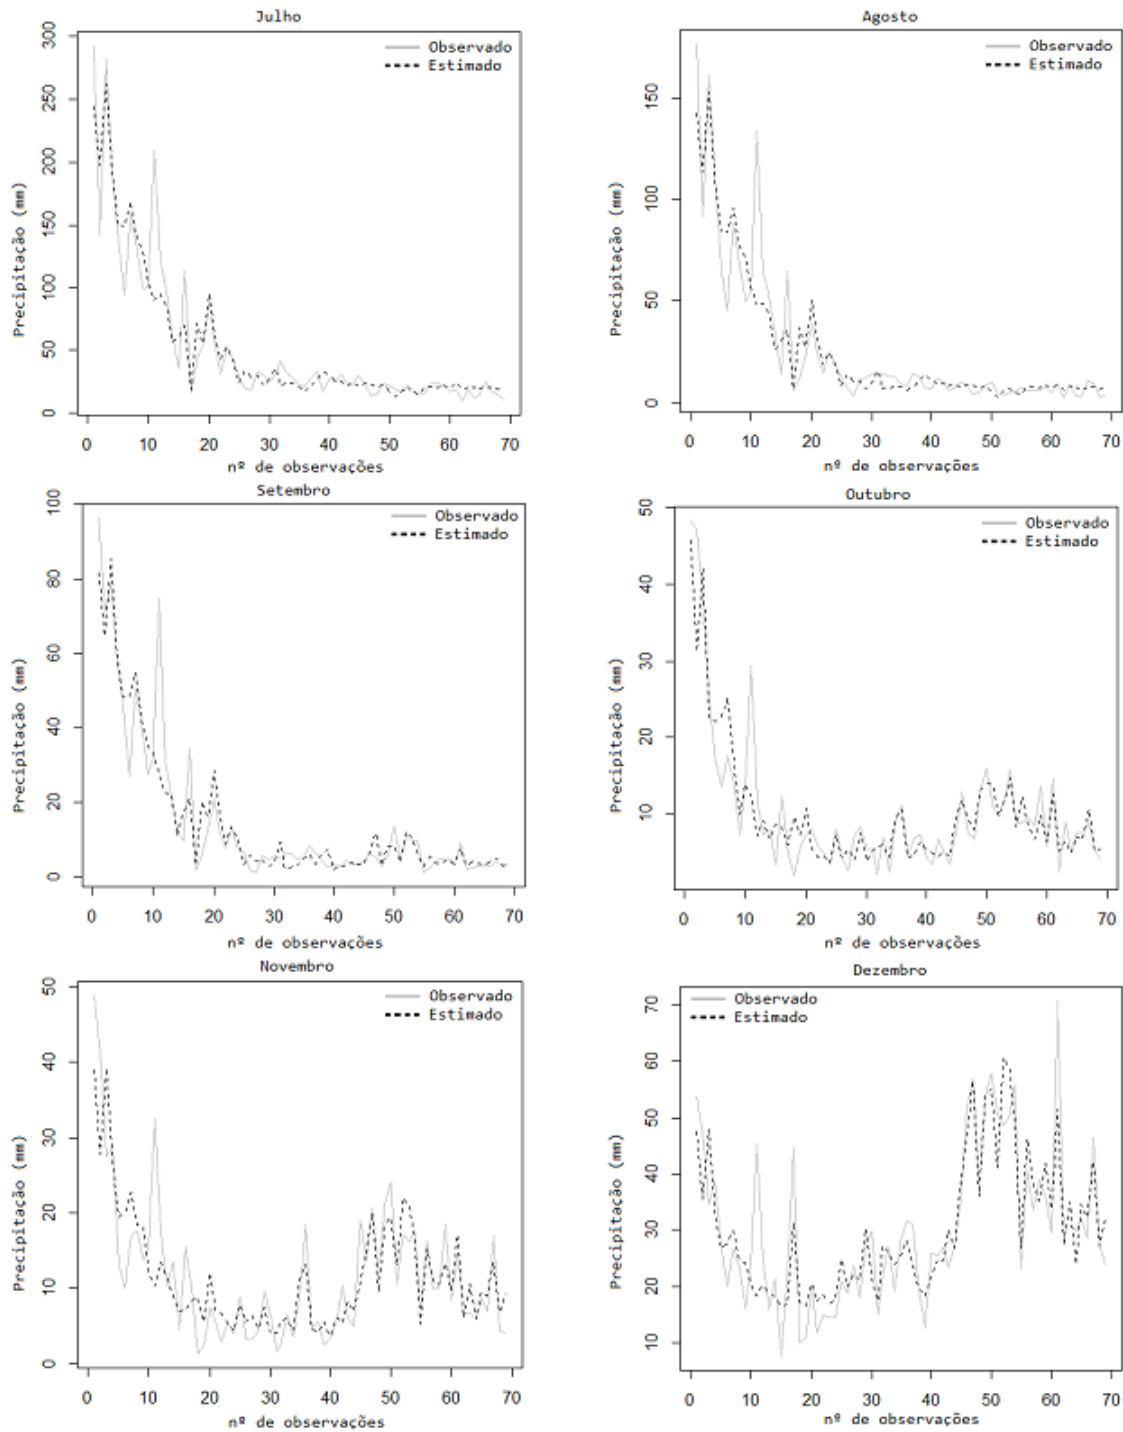 Julho
Observado
Estimado
300
250
200
150
100
50
0
Precipitação (mm)
0 10 20 30 40 50 60 70
nº de observações
Agosto
Observado
Estimado
150
100
50
0
Precipitação (mm)
0 10 20 30 40 50 60 70
nº de observações
Setembro
Observado
Estimado
100
80
60
40
20
0
Precipitação (mm)
0 10 20 30 40 50 60 70
nº de observações
Outubro
Observado
Estimado
50
40
30
20
10
Precipitação (mm)
0 10 20 30 40 50 60 70
nº de observações
Novembro
Observado
Estimado
50
40
30
20
10
0
Precipitação (mm)
0 10 20 30 40 50 60 70
nº de observações
Dezembro
Observado
Estimado
70
60
50
40
30
20
10
Precipitação (mm)
0 10 20 30 40 50 60 70
nº de observações